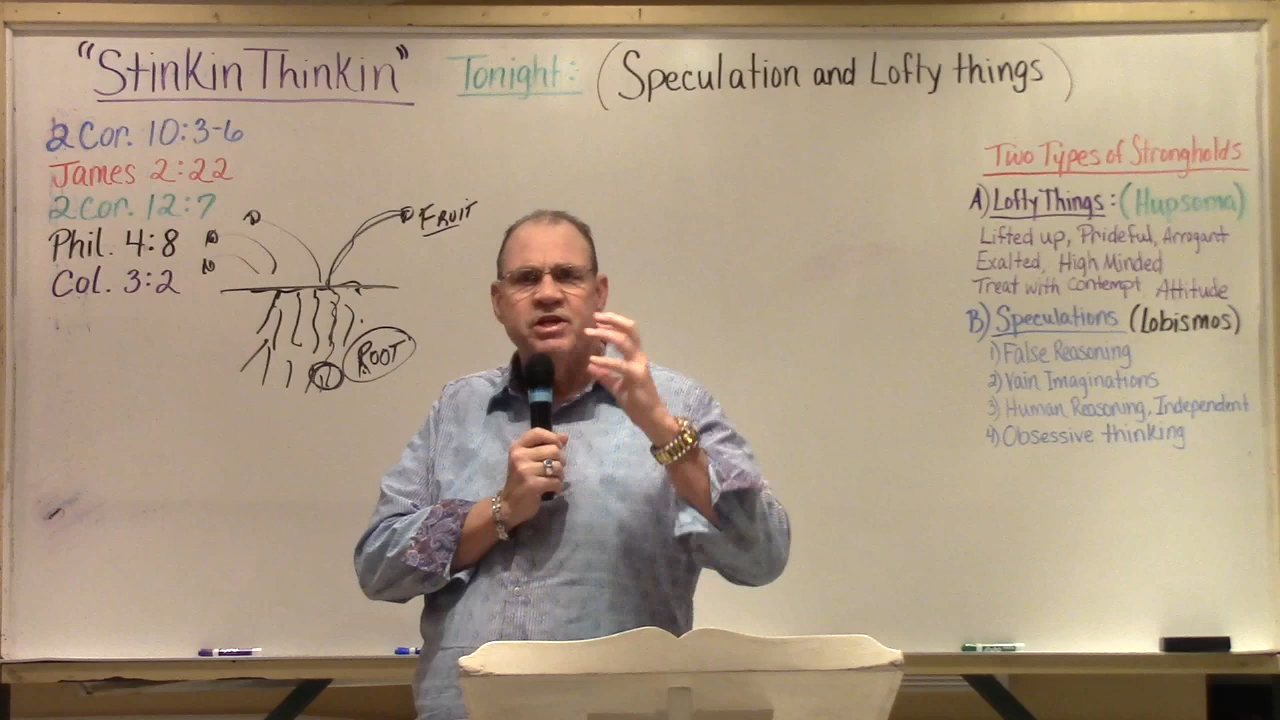 "Stinkin Thinkin" Tonight: (Speculation and Lofty things)
2 Cor. 10:3-6
James 2:22
2 Cor. 12:7
Phil. 4:8
Col. 3:2
FRUIT
ROOT
Two Types of Strongholds
A) Lofty Things: (Hupsoma)
Lifted up, Prideful, Arrogant
Exalted, High Minded
Treat with Contempt Attitude
B) Speculations (Lobismos)
1) False Reasoning
2) Vain Imaginations
3) Human Reasoning, Independent
4) Obsessive thinking